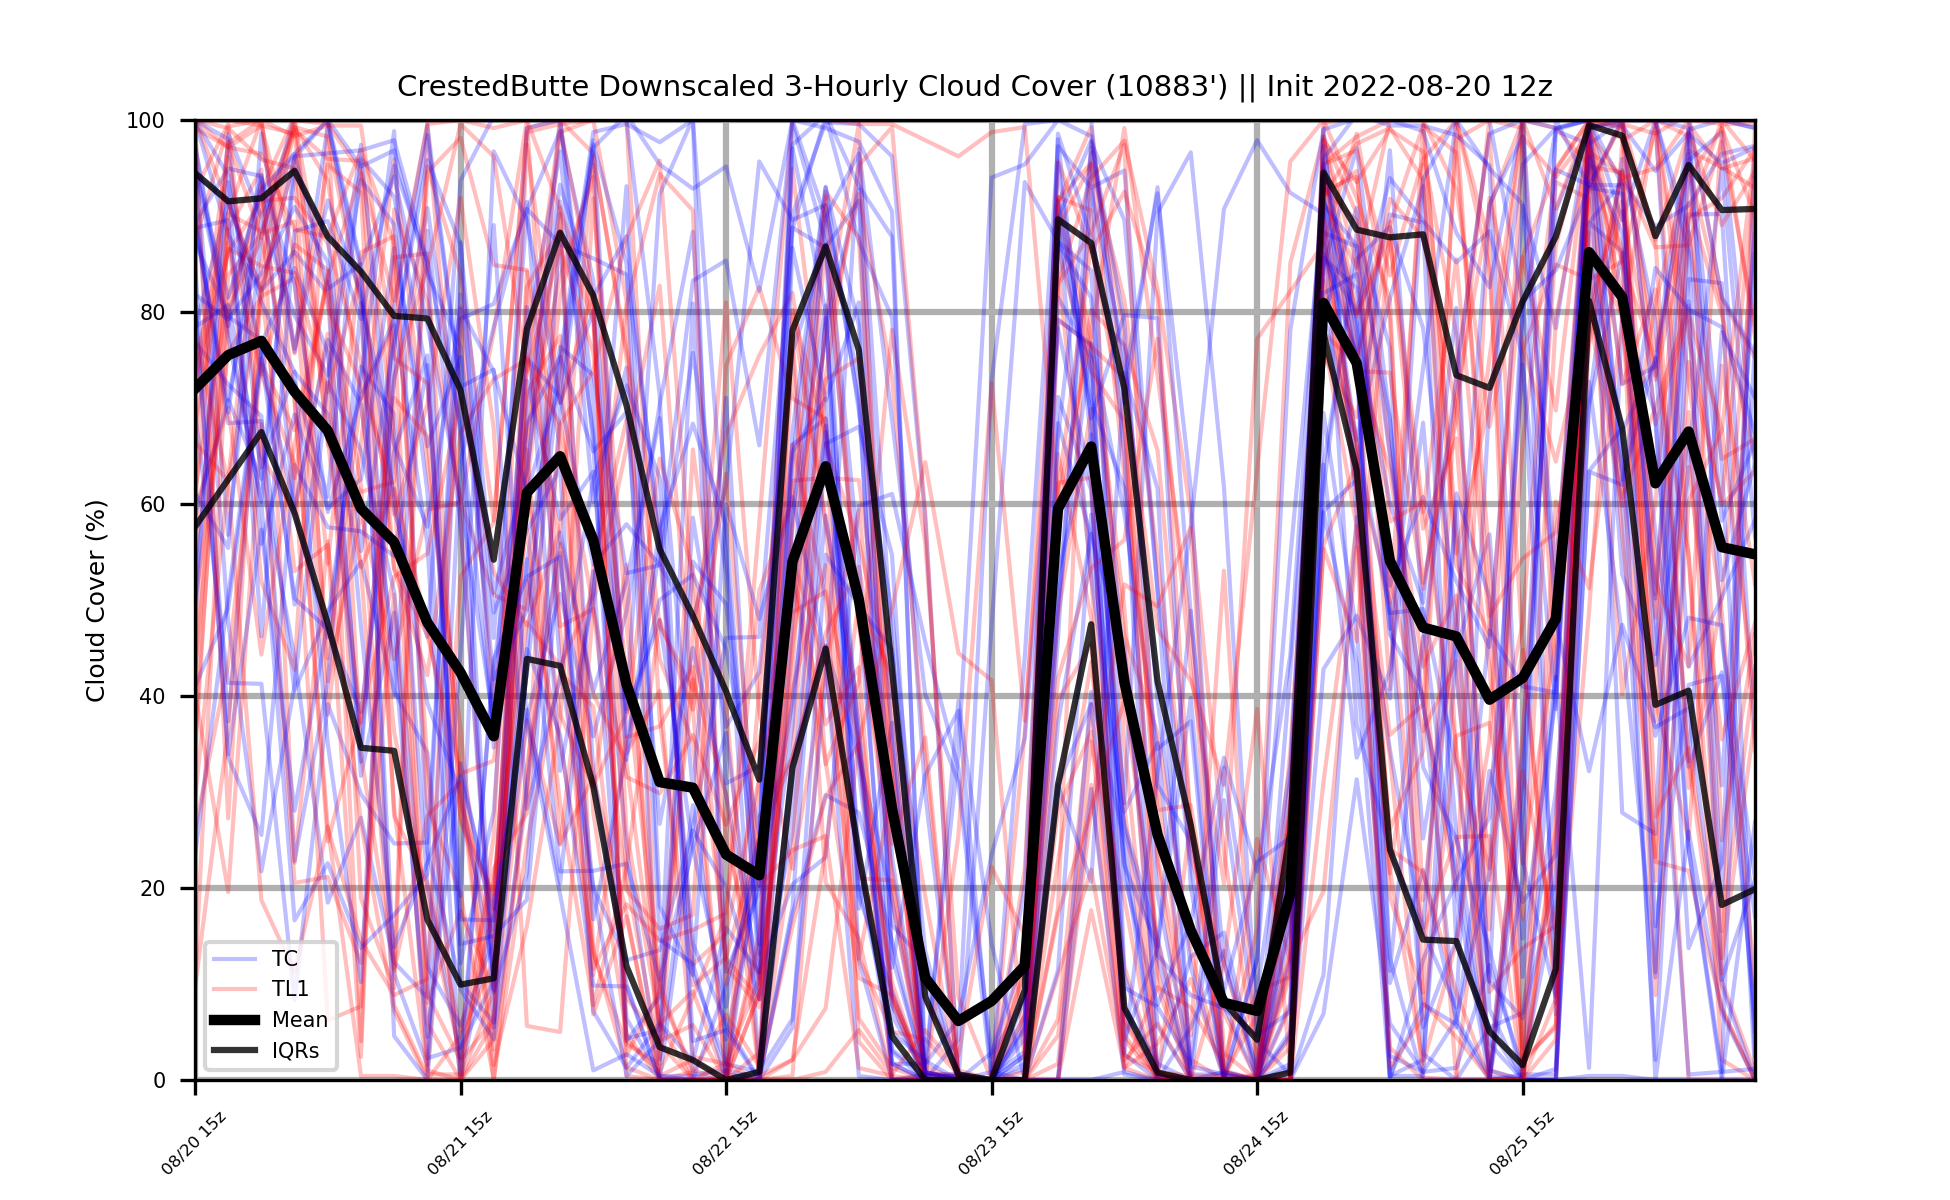 CrestedButte Downscaled 3-Hourly Cloud Cover (10883') || Init 2022-08-20 12z
Cloud Cover (%)
100
80
60
40
20
0
TC
TL1
Mean
IQRs
08/20 15z
08/21 15z
08/22 15z
08/23 15z
08/24 15z
08/25 15z